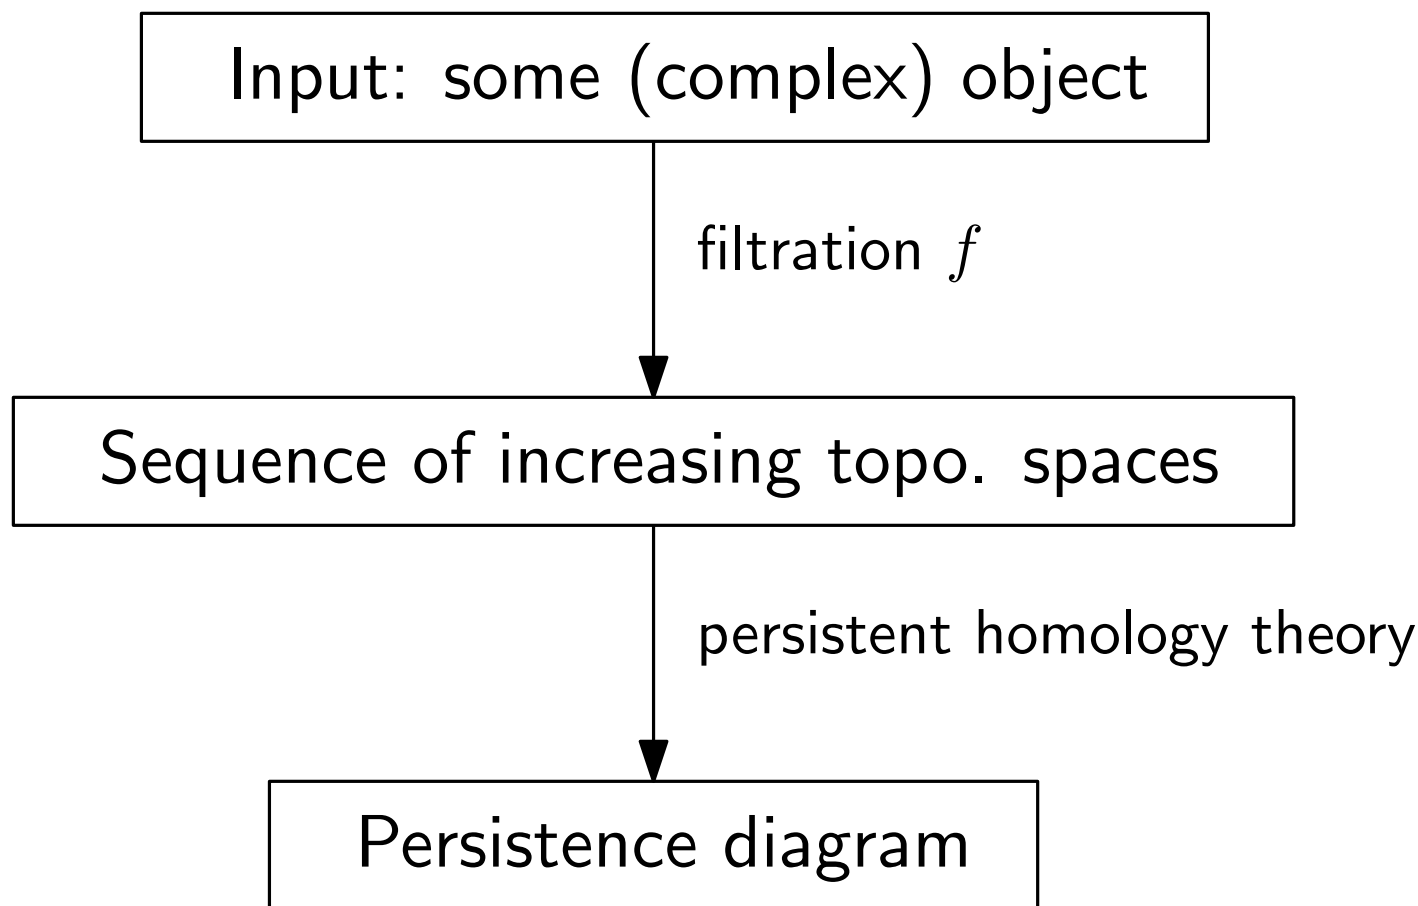 Input: some (complex) object
filtration f
Sequence of increasing topo. spaces
persistent homology theory
Persistence diagram